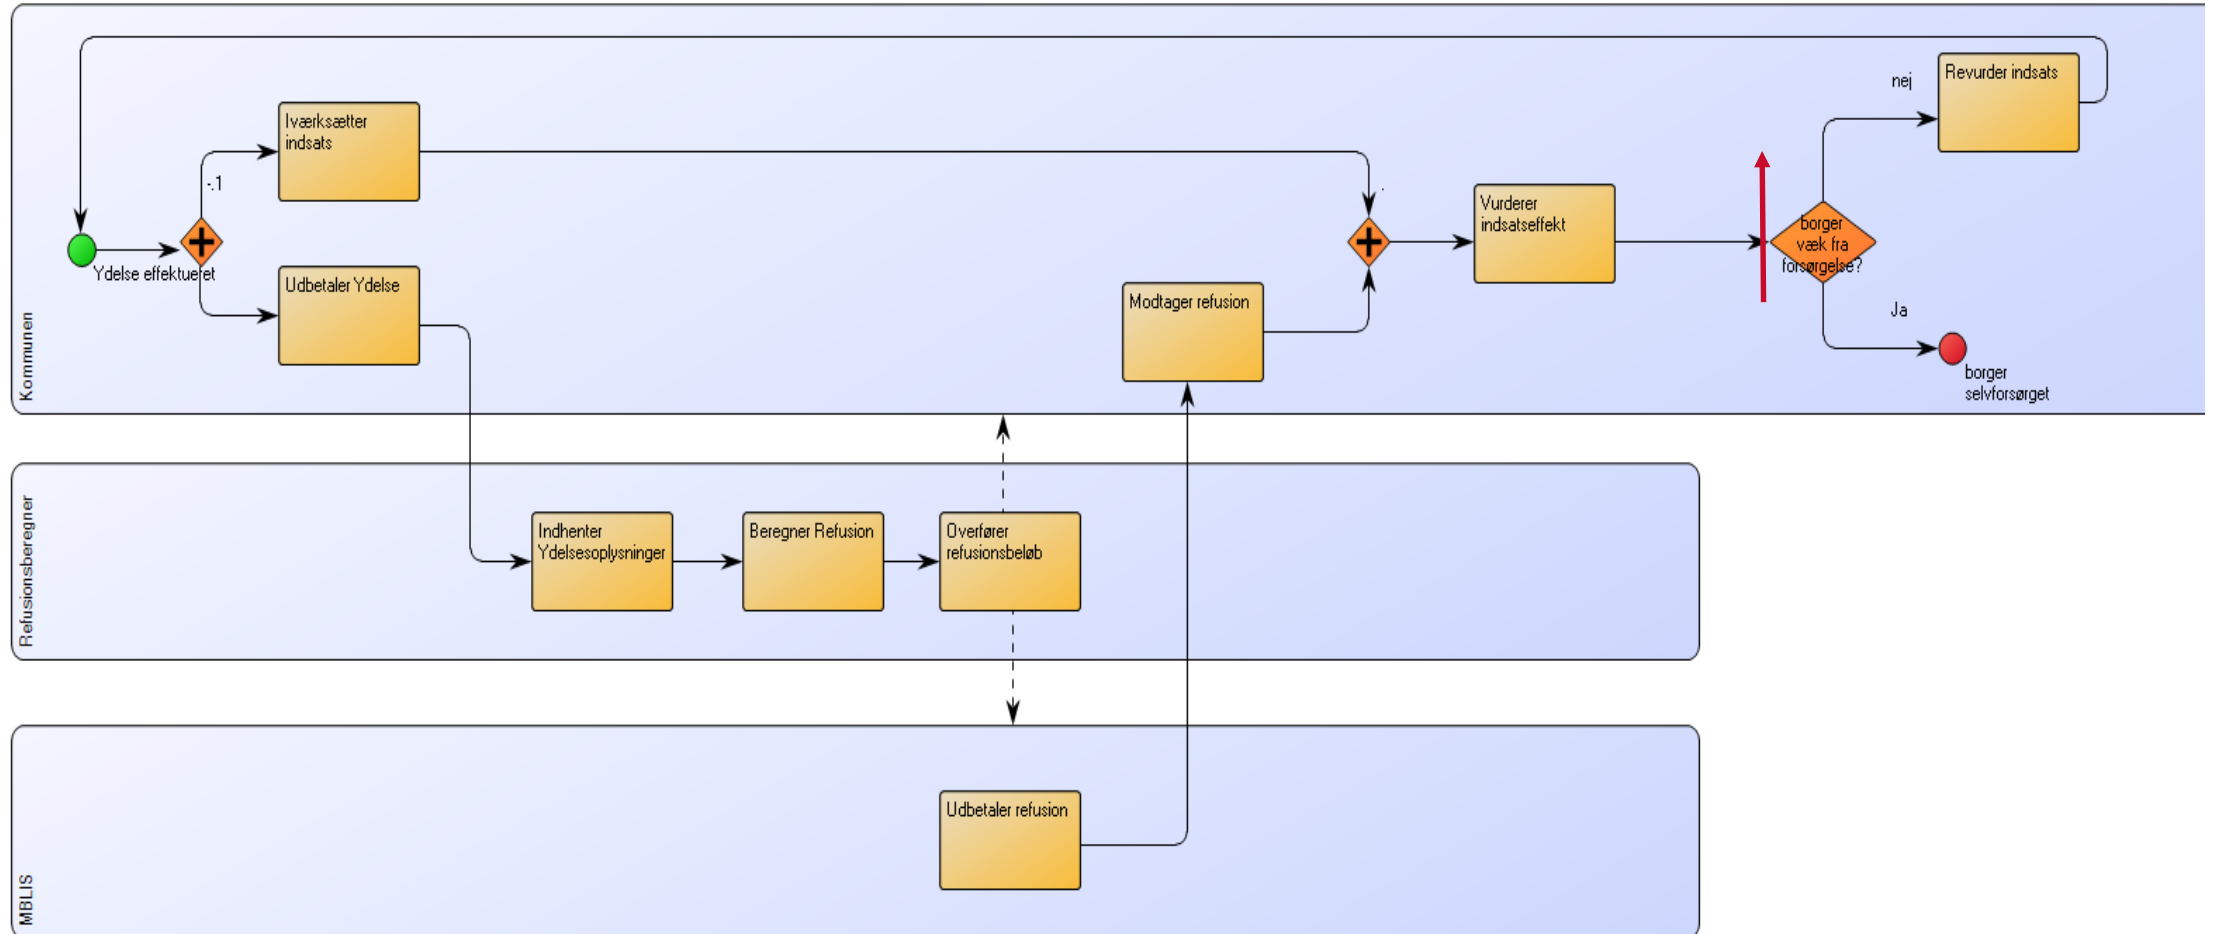 Kommunen
Ydelse effektueret
-.1
Iværksætter
indsats
Udbetaler Ydelse
Modtager refusion
.
Vurderer
indsatseffekt
borger
væk fra
forsørgelse?
nej
Revurder indsats
Ja
borger
selvforsørget
Refusionsberegner
Indhenter
Ydelsesoplysninger
Beregner Refusion
Overfører
refusionsbeløb
MBLIS
Udbetaler refusion